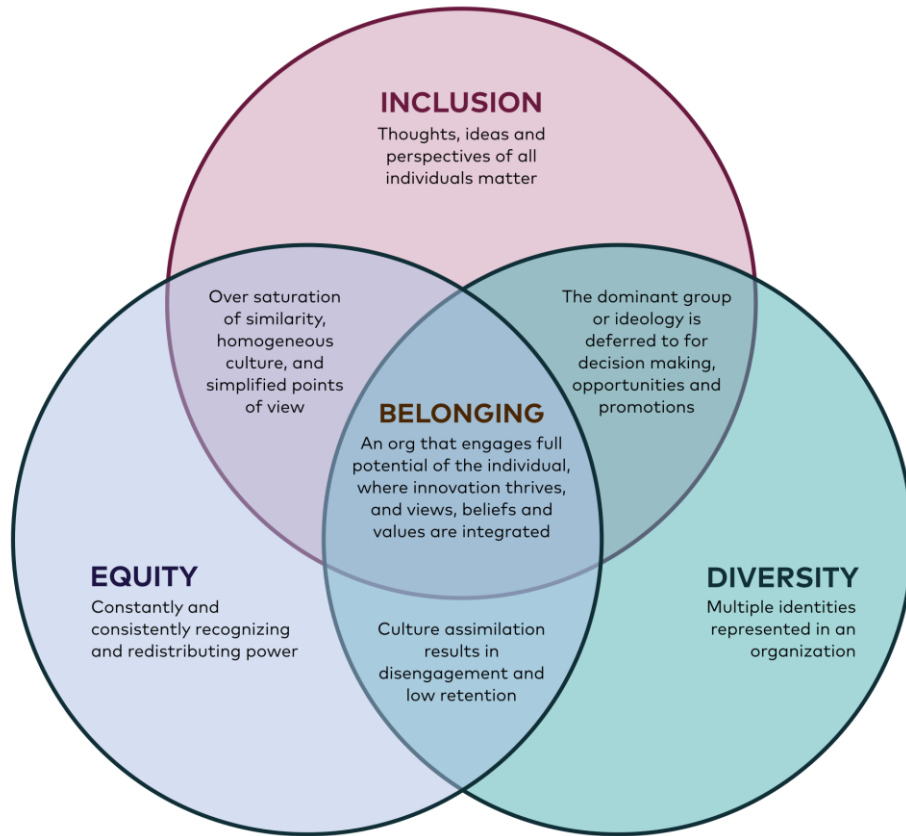 INCLUSION
Thoughts, ideas and
perspectives of all
individuals matter
Over saturation
of similarity,
homogeneous
culture, and
simplified points
of view
The dominant group
or ideology is
deferred to for
decision making,
opportunities and
promotions
BELONGING
An org that engages full
potential of the individual,
where innovation thrives,
and views, beliefs and
values are integrated
EQUITY
Constantly and
consistently recognizing
and redistributing power
DIVERSITY
Multiple identities
represented in an
organization
Culture assimilation
results in
disengagement and
low retention